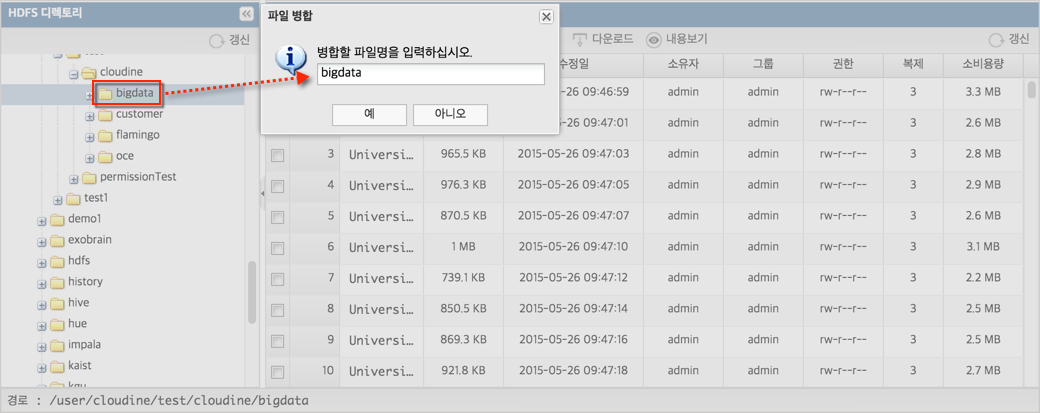 HDFS 디렉토리
갱신
cloudine
bigdata
customer
flamingo
oce
permissionTest
test1
demo1
exobrain
hdfs
history
hive
hue
impala
kaist
파일 병합
병합할 파일명을 입력하십시오.
bigdata
예 아니오
다운로드 내용보기 갱신
수정일 소유자 그룹 권한 복제 소비용량
-26 09:46:59 admin admin rw-r--r-- 3 3.3 MB
-26 09:47:01 admin admin rw-r--r-- 3 2.6 MB
3 Universi… 965.5 KB 2015-05-26 09:47:03 admin admin rw-r--r-- 3 2.8 MB
4 Universi… 976.3 KB 2015-05-26 09:47:05 admin admin rw-r--r-- 3 2.9 MB
5 Universi… 870.5 KB 2015-05-26 09:47:07 admin admin rw-r--r-- 3 2.6 MB
6 Universi… 1 MB 2015-05-26 09:47:10 admin admin rw-r--r-- 3 3.1 MB
7 Universi… 739.1 KB 2015-05-26 09:47:12 admin admin rw-r--r-- 3 2.2 MB
8 Universi… 850.5 KB 2015-05-26 09:47:14 admin admin rw-r--r-- 3 2.5 MB
9 Universi… 869.3 KB 2015-05-26 09:47:16 admin admin rw-r--r-- 3 2.5 MB
10 Universi… 921.8 KB 2015-05-26 09:47:18 admin admin rw-r--r-- 3 2.7 MB
경로 : /user/cloudine/test/cloudine/bigdata